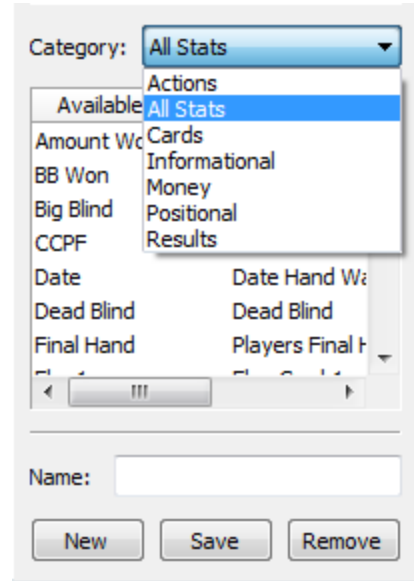 Category: All Stats
Actions
Available
All Stats
Cards
Amount Wo
Informational
BB Won
Money
Big Blind
Positional
CCPF
Results
Date Date Hand Wa
Dead Blind Dead Blind
Final Hand Players Final H
Name:
New Save Remove